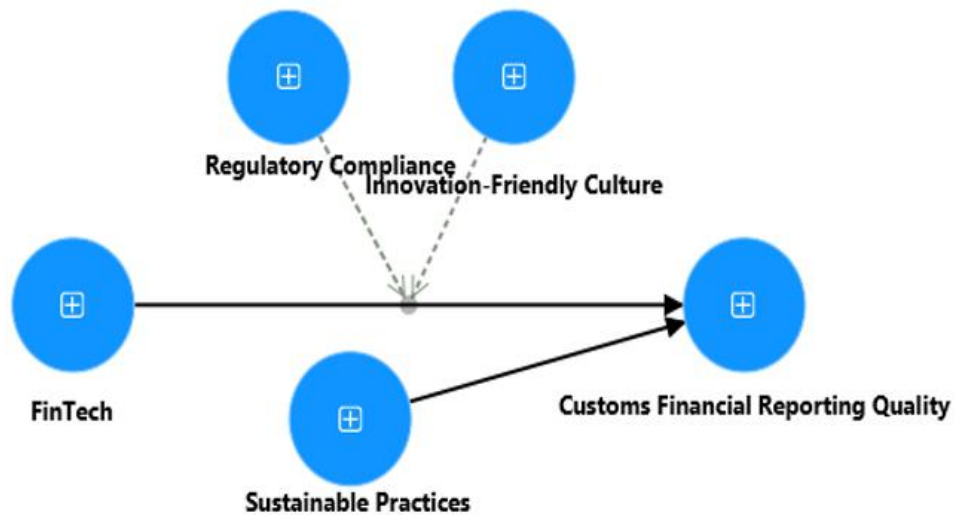 Regulatory Compliance
Innovation-Friendly Culture
FinTech
Customs Financial Reporting Quality
Sustainable Practices